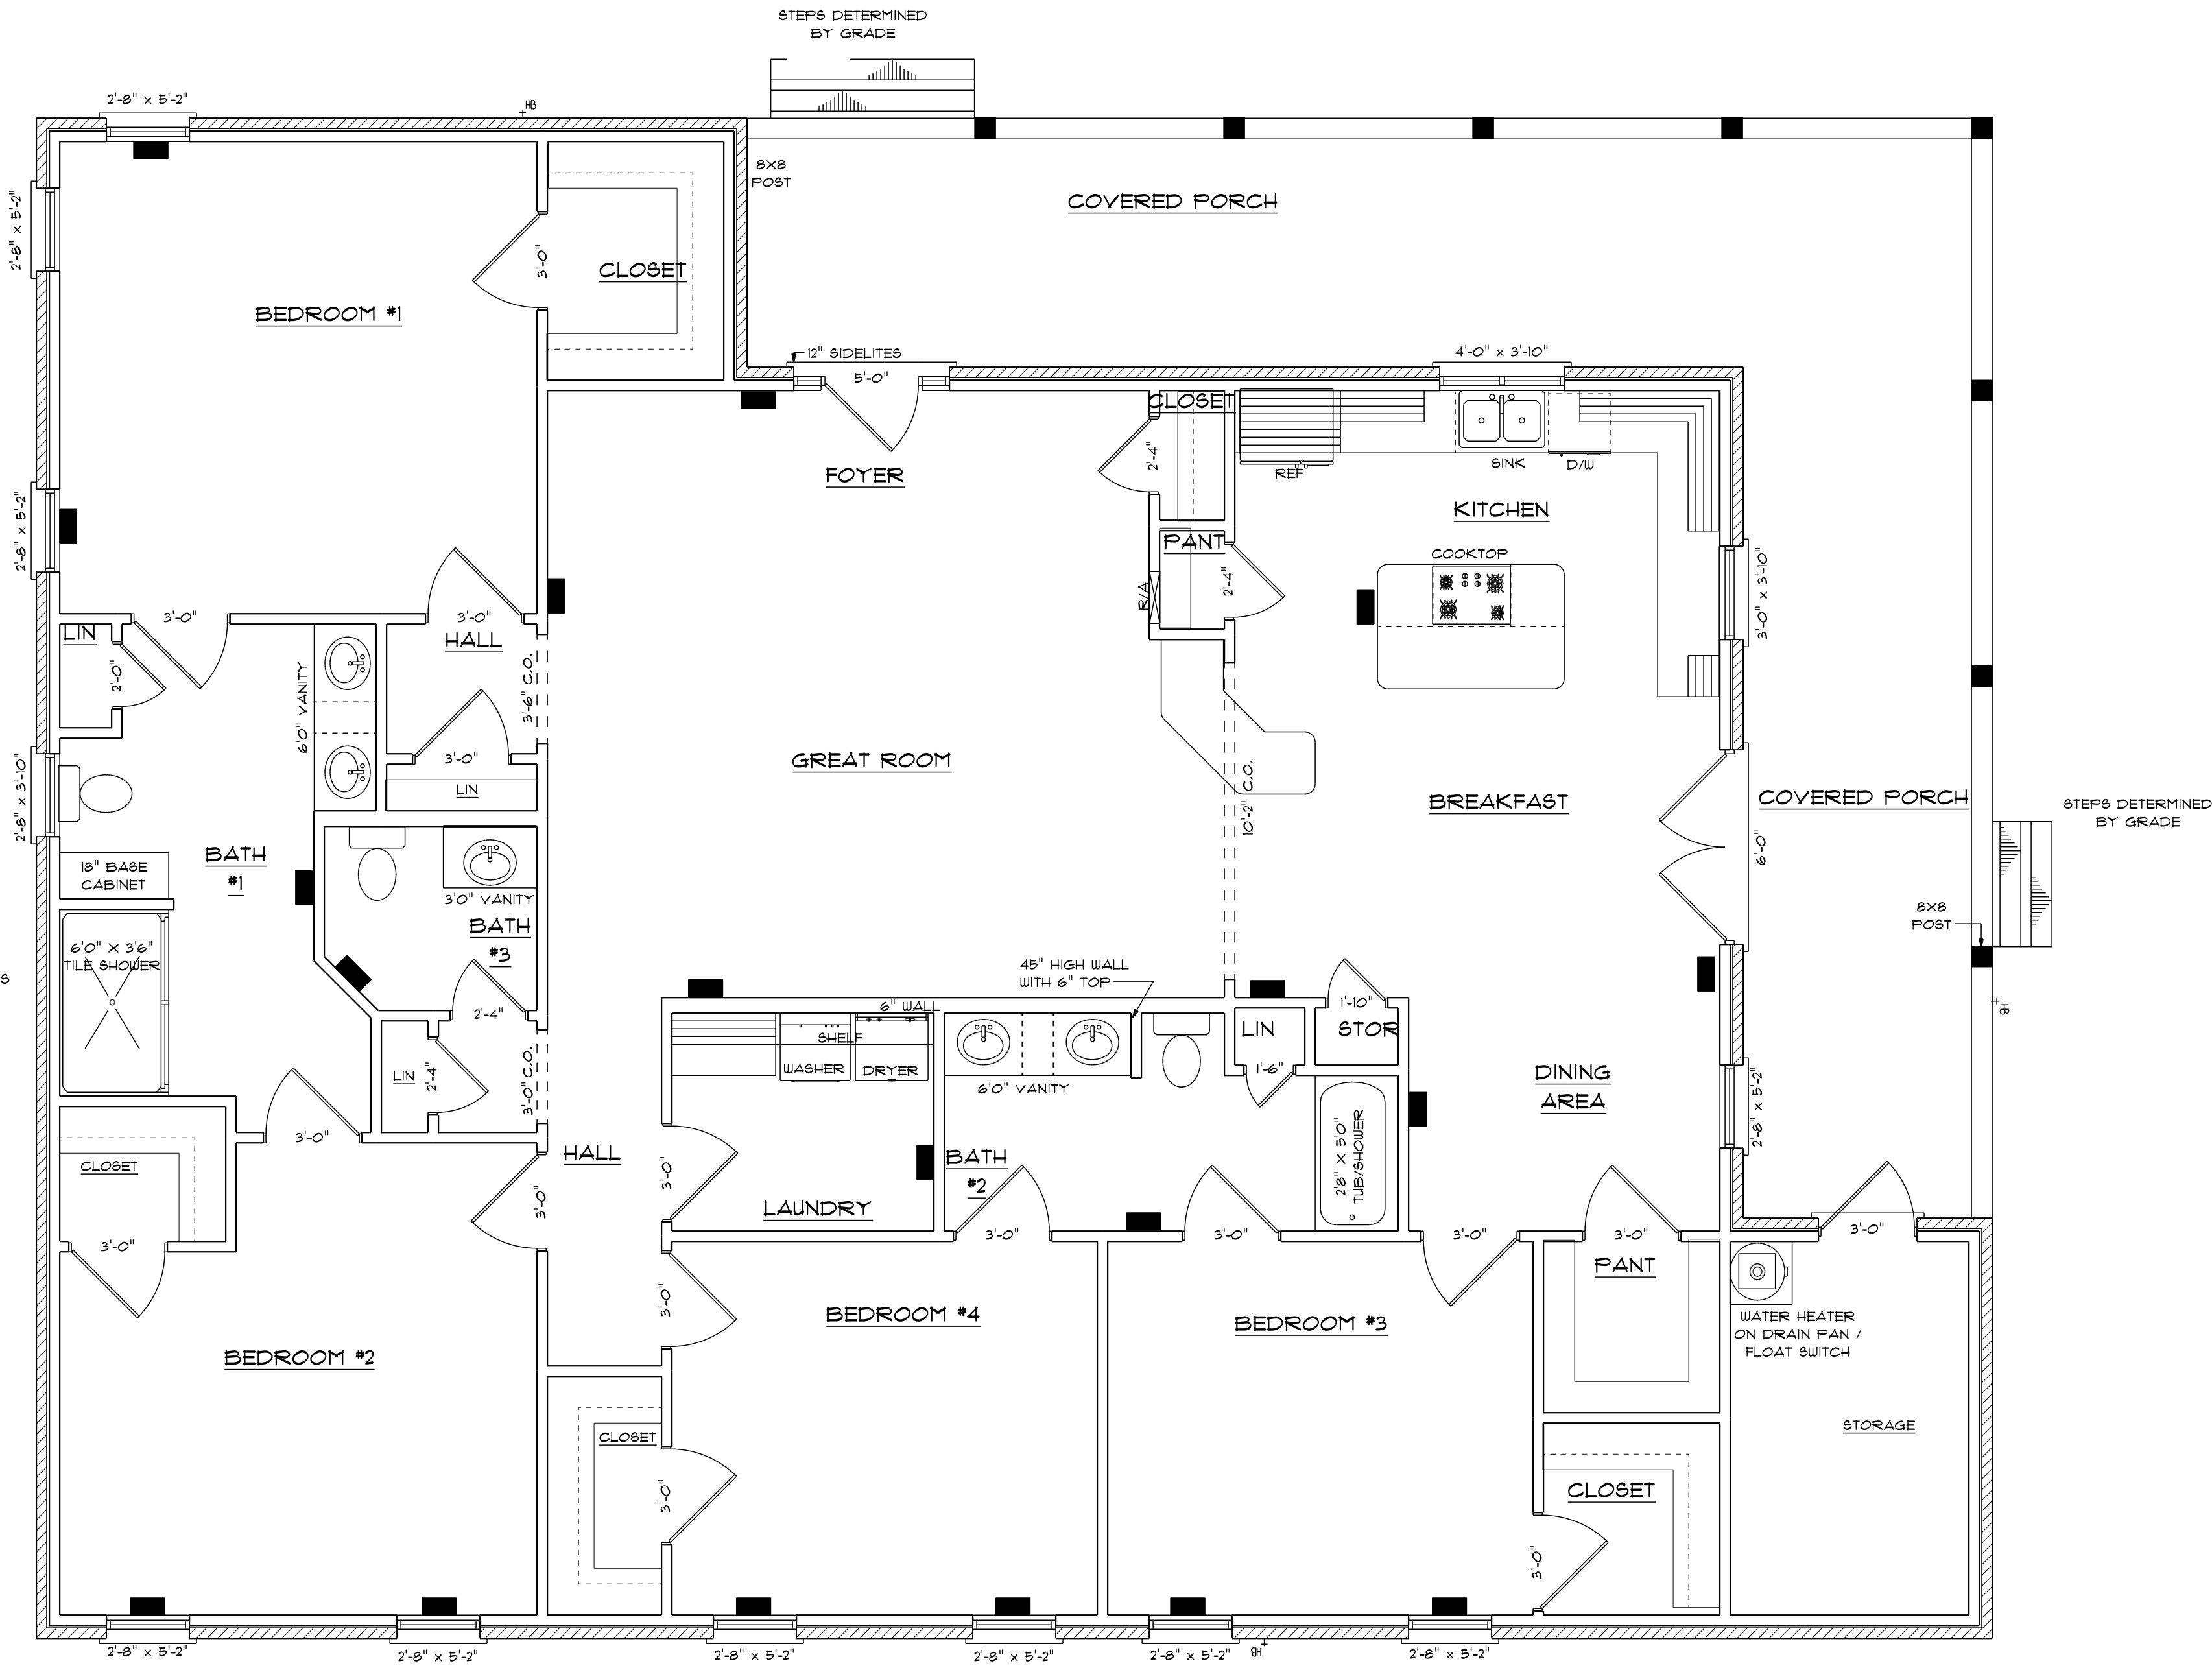 STEPS DETERMINED
BY GRADE
2'-8" x 5'-2"
HB
8X8
POST
COVERED PORCH
2'-8" x 5'-2"
3'-0"
CLOSET
BEDROOM #1
12" SIDELITES
5'-0"
4'-0" x 3'-10"
CLOSET
2'-4"
FOYER
REF
SINK
D/W
KITCHEN
2'-8" x 5'-2"
PANT
COOKTOP
R/A
2'-4"
3'-0" x 3'-10"
3'-0"
3'-0"
LIN
HALL
2'-0"
6'0" VANITY
3'-6" C.O.
3'-0"
LIN
GREAT ROOM
10'-2" C.O.
BREAKFAST
COVERED PORCH
STEPS DETERMINED
BY GRADE
2'-8" x 3'-10"
6'-0"
18" BASE
CABINET
BATH
#1
3'0" VANITY
BATH
#3
8X8
POST
6'0" X 3'6"
TILE SHOWER
S
45" HIGH WALL
WITH 6" TOP
2'-4"
6" WALL
1'-10"
HB
SHELF
LIN
STOR
WASHER
DRYER
6'0" VANITY
1'-6"
LIN
2'-4"
3'-0" C.O.
DINING
AREA
2'-8" x 5'-2"
3'-0"
HALL
3'-0"
BATH
#2
2'8" X 5'0"
TUB/SHOWER
CLOSET
3'-0"
LAUNDRY
3'-0"
3'-0"
3'-0"
3'-0"
3'-0"
3'-0"
PANT
3'-0"
BEDROOM #4
BEDROOM #3
WATER HEATER
ON DRAIN PAN /
FLOAT SWITCH
BEDROOM #2
CLOSET
STORAGE
3'-0"
CLOSET
3'-0"
2'-8" x 5'-2"
2'-8" x 5'-2"
2'-8" x 5'-2"
2'-8" x 5'-2"
2'-8" x 5'-2"
HB
2'-8" x 5'-2"